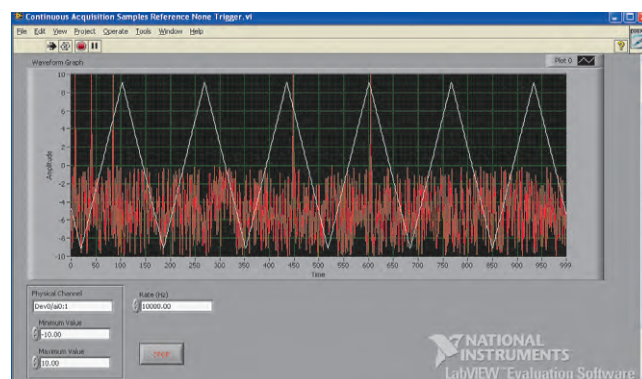 Continuous Acquisition Samples Reference None Trigger.vi
File Edit View Project Operate Tools Window Help
Waveform Graph
Plot 0
Amplitude
10
8
6
4
2
0
-2
-4
-6
-8
-10
0 50 100 150 200 250 300 350 400 450 500 550 600 650 700 750 800 850 900 950 999
Time
Physical Channel
Dev0/ai0:1
Minimum Value
-10.00
Maximum Value
10.00
Rate (Hz)
10000.00
STOP
NATIONAL
INSTRUMENTS
LabVIEW Evaluation Software